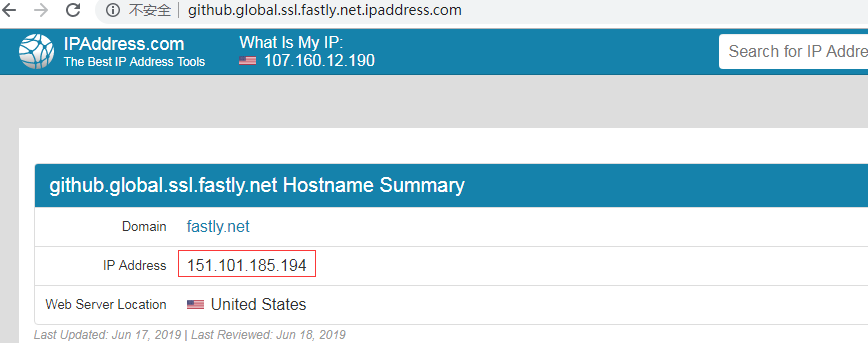 不安全 github.global.ssl.fastly.net.ipaddress.com
IPAddress.com
The Best IP Address Tools
What Is My IP:
107.160.12.190
Search for IP Addre
github.global.ssl.fastly.net Hostname Summary
Domain fastly.net
IP Address 151.101.185.194
Web Server Location United States
Last Updated: Jun 17, 2019 | Last Reviewed: Jun 18, 2019